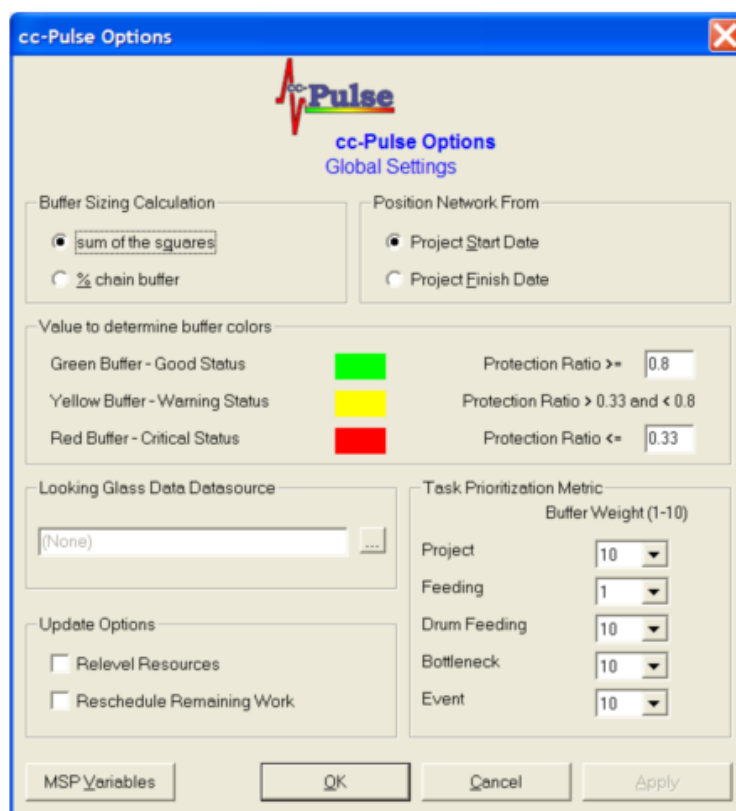 cc-Pulse Options
cc-Pulse
cc-Pulse Options
Global Settings
Buffer Sizing Calculation
sum of the squares
% chain buffer
Position Network From
Project Start Date
Project Finish Date
Value to determine buffer colors
Green Buffer - Good Status
Protection Ratio >= 0.8
Yellow Buffer - Warning Status
Protection Ratio > 0.33 and < 0.8
Red Buffer - Critical Status
Protection Ratio <= 0.33
Looking Glass Data Datasource
(None)
...
Task Prioritization Metric
Buffer Weight (1-10)
Project 10
Feeding 1
Drum Feeding 10
Bottleneck 10
Event 10
Update Options
Relevel Resources
Reschedule Remaining Work
MSP Variables
OK
Cancel
Apply